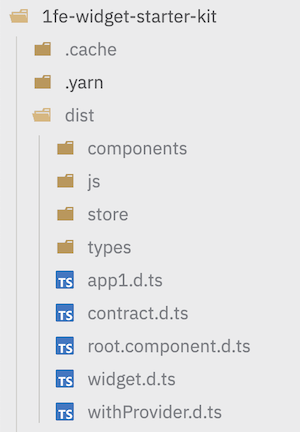 1fe-widget-starter-kit
.cache
.yarn
dist
components
js
store
types
TS app1.d.ts
TS contract.d.ts
TS root.component.d.ts
TS widget.d.ts
TS withProvider.d.ts